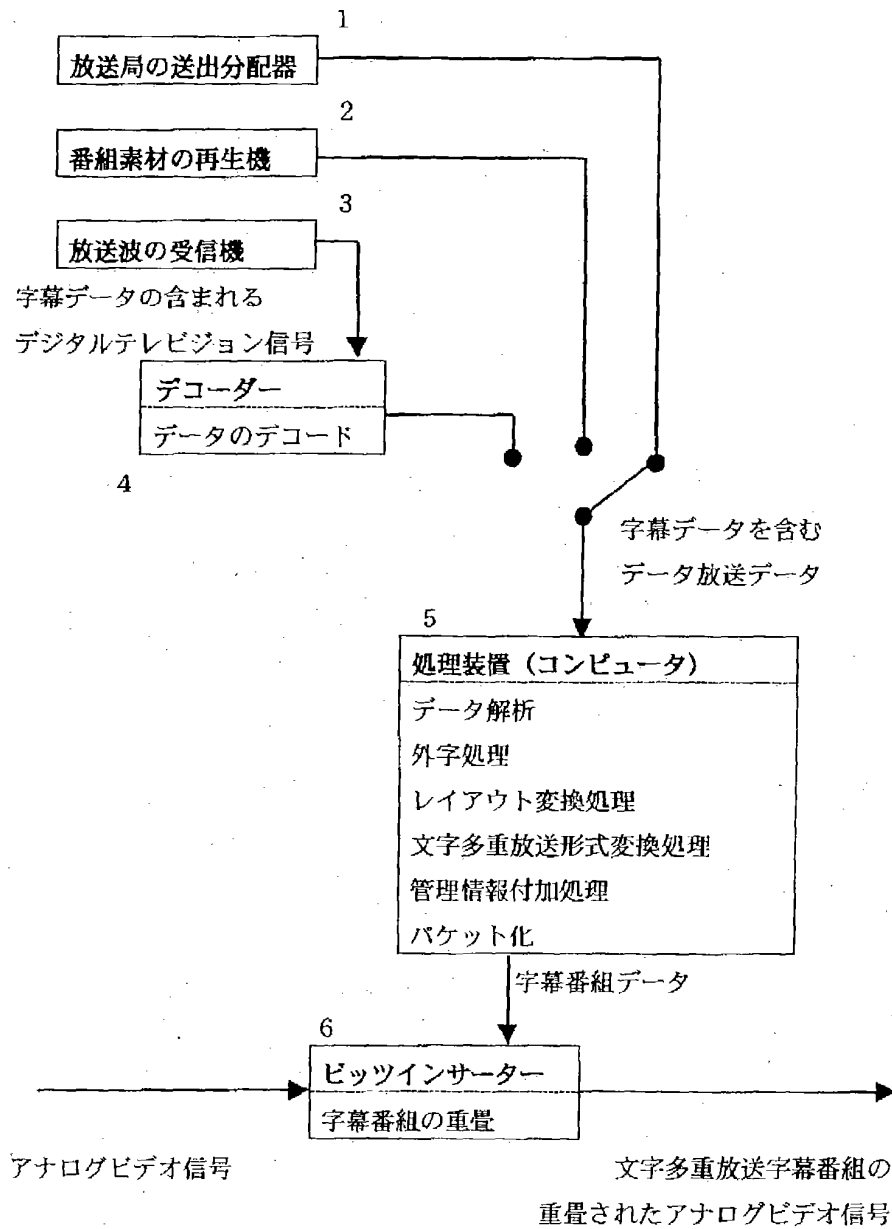 1
放送局の送出分配器
2
番組素材の再生機
3
放送波の受信機
字幕データの含まれる
デジタルテレビジョン信号
デコーダー
データのデコード
4
字幕データを含む
データ放送データ
5
処理装置(コンピュータ)
データ解析
外字処理
レイアウト変換処理
文字多重放送形式変換処理
管理情報付加処理
パケット化
字幕番組データ
6
ビッツインサーター
字幕番組の重畳
アナログビデオ信号
文字多重放送字幕番組の
重畳されたアナログビデオ信号